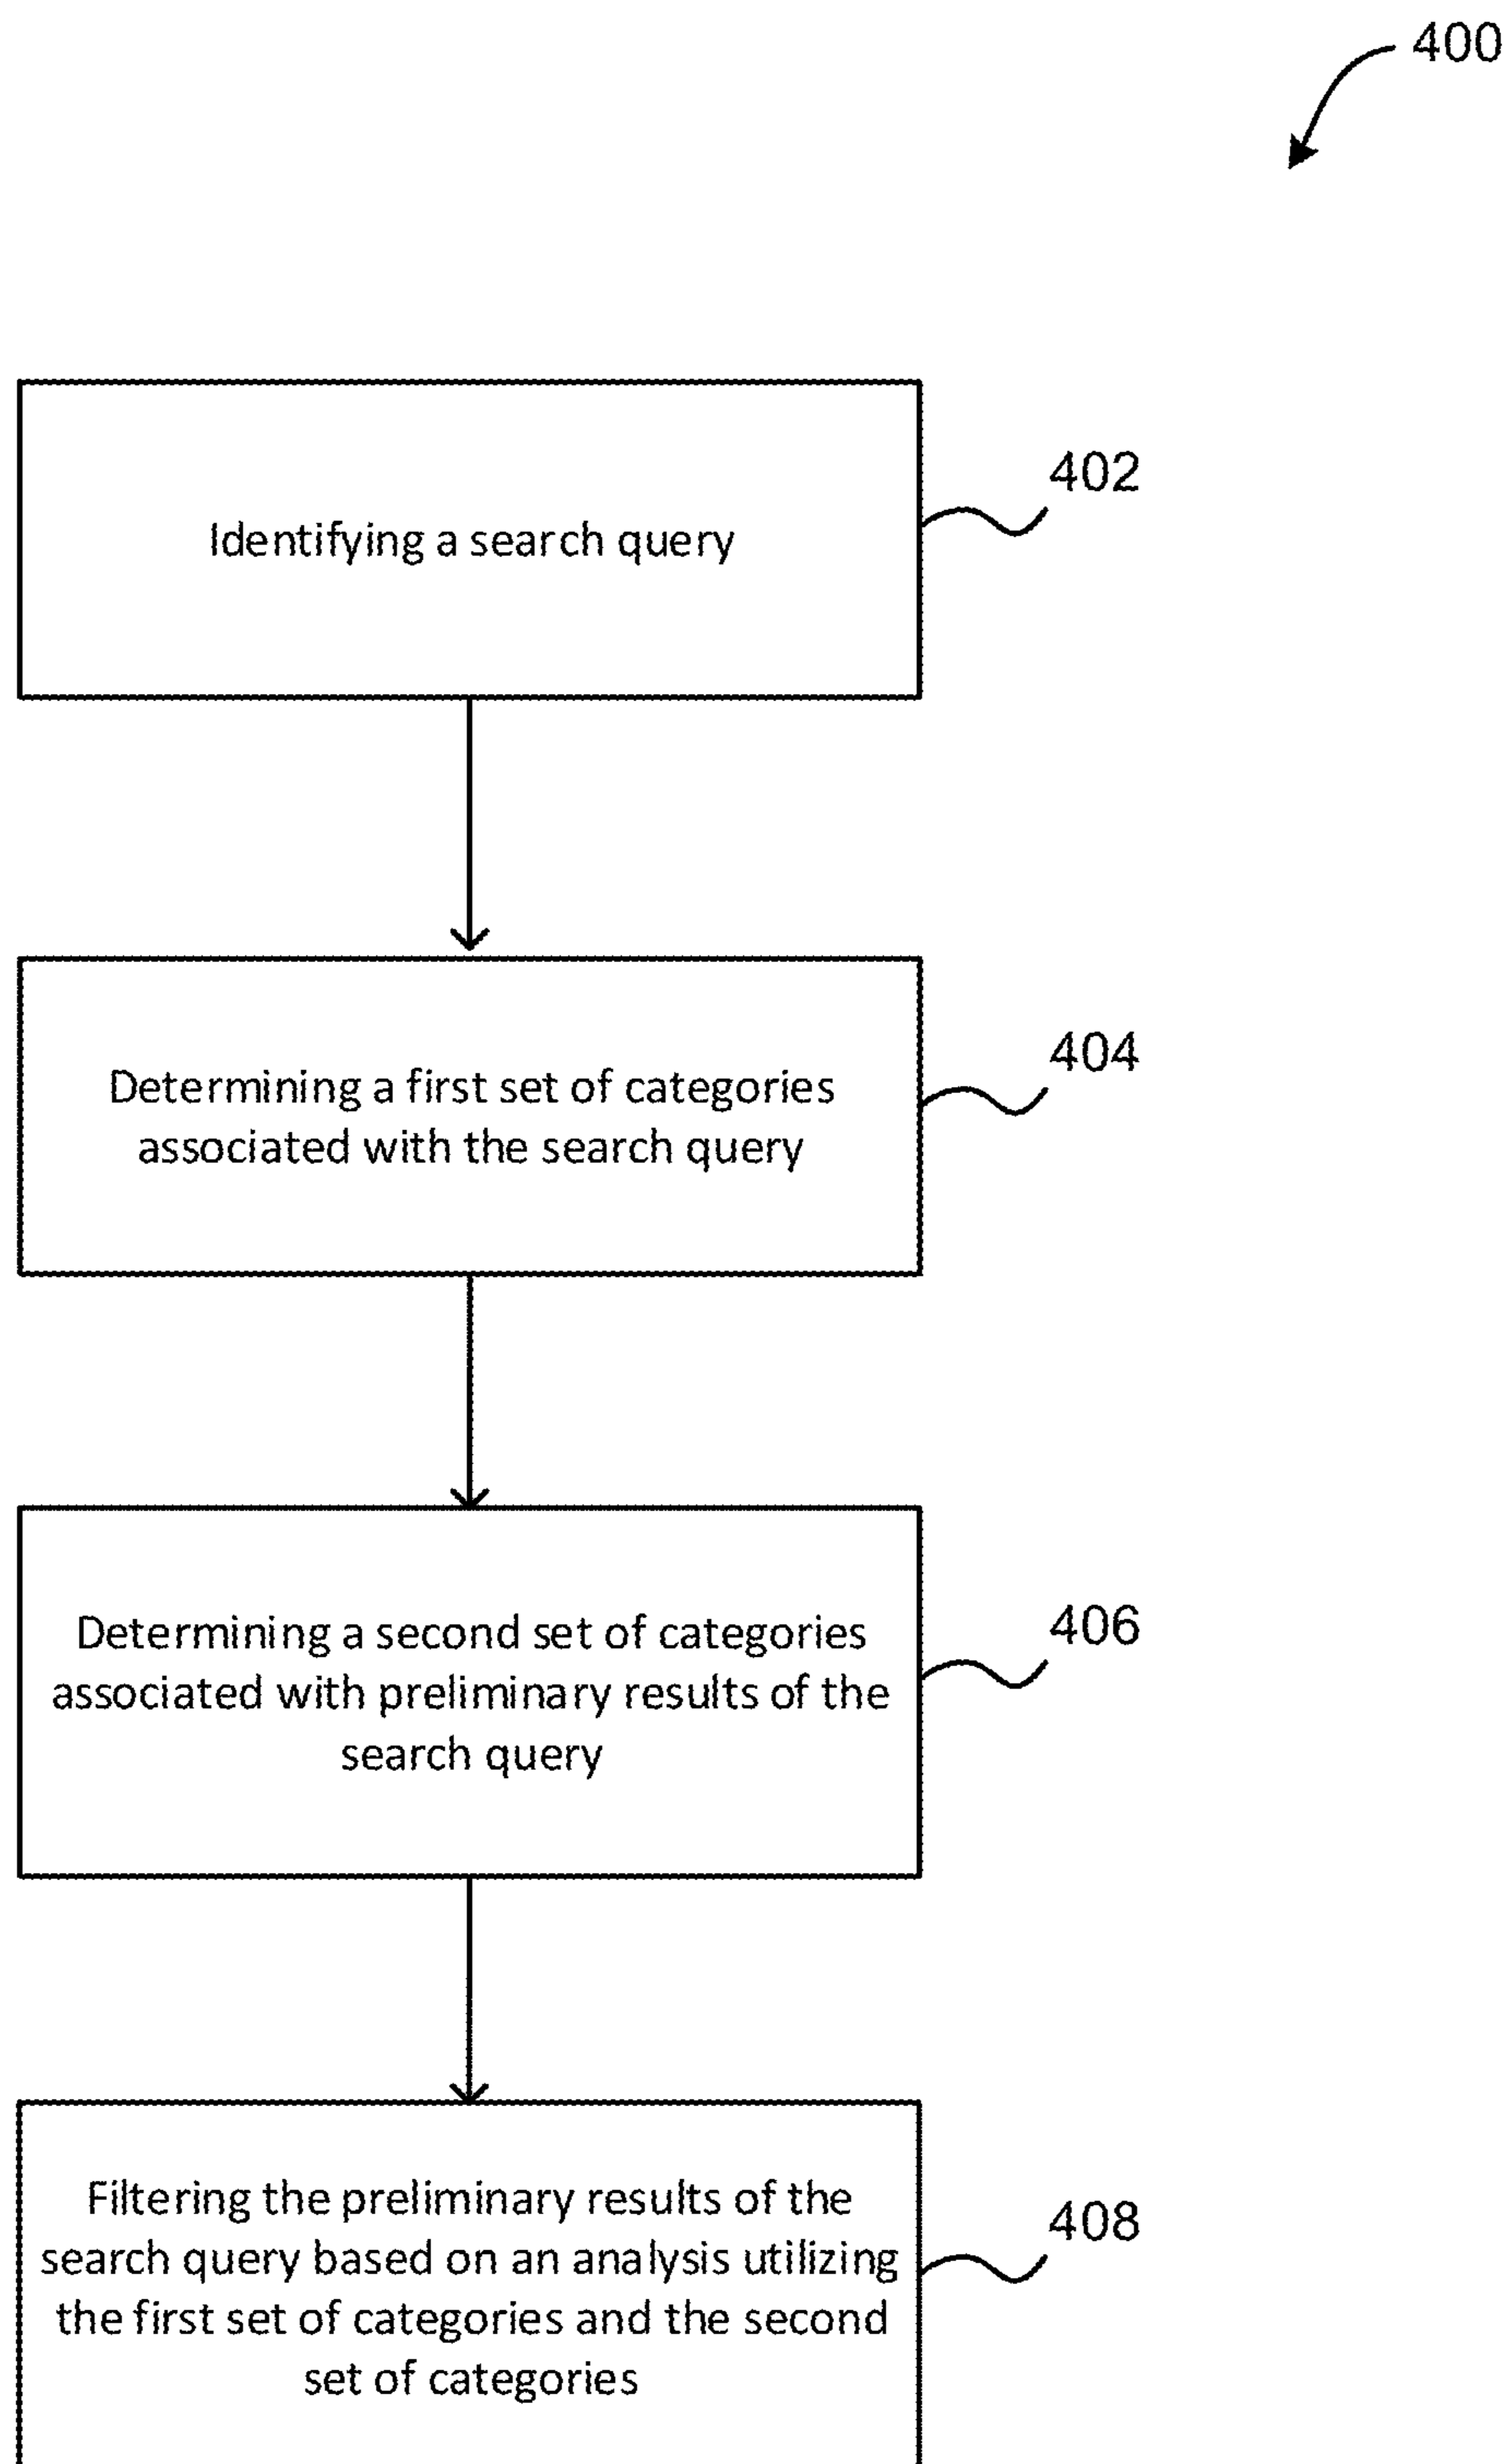 400
Identifying a search query
402
Determining a first set of categories
associated with the search query
404
Determining a second set of categories
associated with preliminary results of the
search query
406
Filtering the preliminary results of the
search query based on an analysis utilizing
the first set of categories and the second
set of categories
408